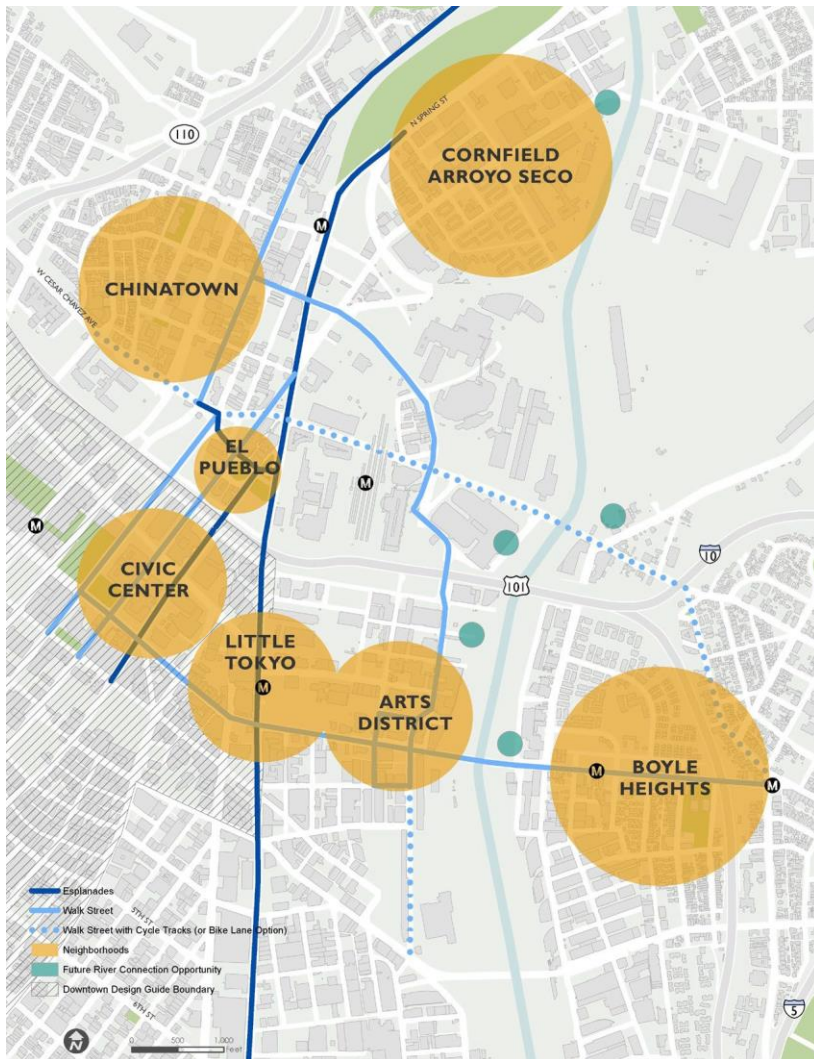 N SPRING ST
110
CORNFIELD
ARROYO SECO
M
CHINATOWN
W CESAR CHAVEZ AVE
EL
PUEBLO
M
M
CIVIC
CENTER
10
101
LITTLE
TOKYO
M
ARTS
DISTRICT
BOYLE
HEIGHTS
M
M
Esplanades
Walk Street
Walk Street with Cycle Tracks (or Bike Lane Option)
Neighborhoods
Future River Connection Opportunity
Downtown Design Guide Boundary
5TH ST
6TH ST
N
0 500 1,000
feet
5